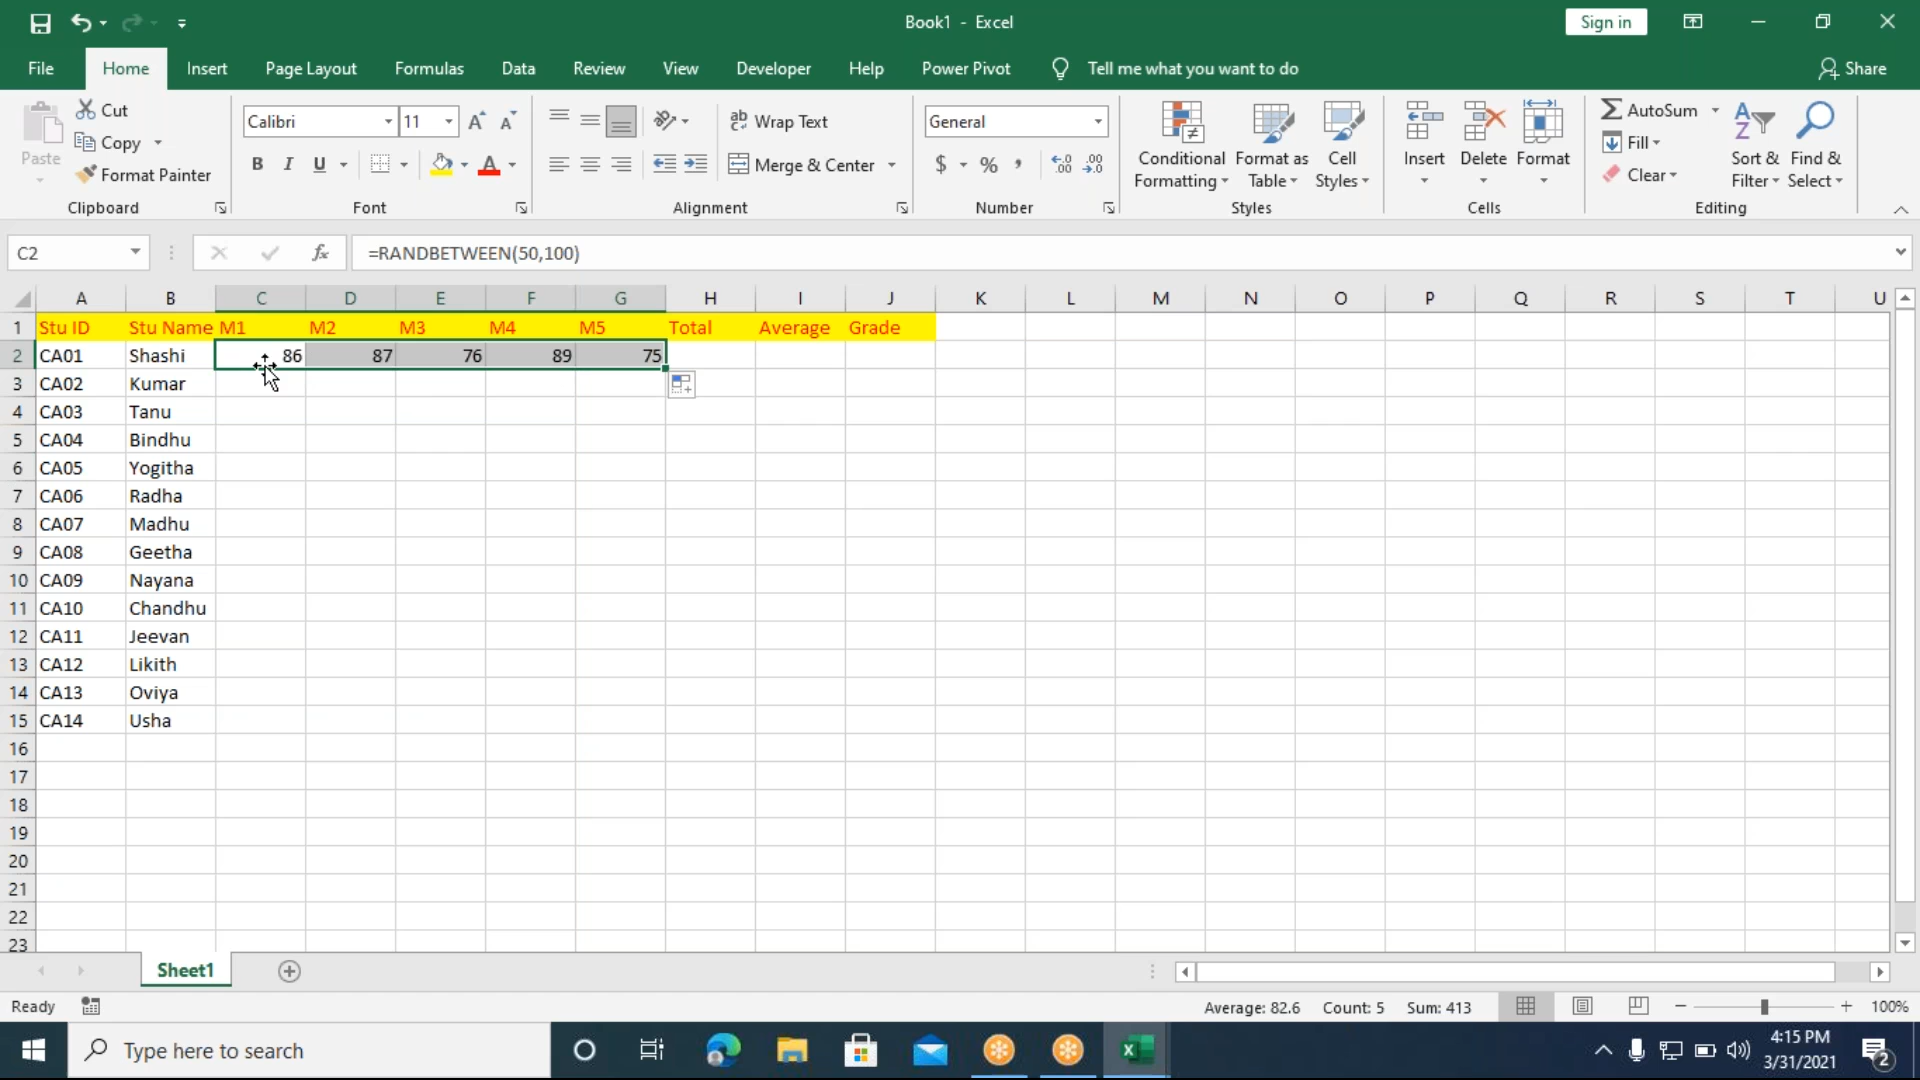 Book1 - Excel
Sign in
File Home Insert Page Layout Formulas Data Review View Developer Help Power Pivot Tell me what you want to do Share
Paste
Cut
Copy
Format Painter
Clipboard
Calibri 11
B I U A
Font
ab Wrap Text
Merge & Center
Alignment
General
$ % ,
Number
Conditional Formatting
Format as Table
Cell Styles
Styles
Insert Delete Format
Cells
AutoSum
Fill
Clear
Sort & Filter
Find & Select
Editing
C2 fx =RANDBETWEEN(50,100)
A B C D E F G H I J K L M N O P Q R S T U
1 Stu ID Stu Name M1 M2 M3 M4 M5 Total Average Grade
2 CA01 Shashi 86 87 76 89 75
3 CA02 Kumar
4 CA03 Tanu
5 CA04 Bindhu
6 CA05 Yogitha
7 CA06 Radha
8 CA07 Madhu
9 CA08 Geetha
10 CA09 Nayana
11 CA10 Chandhu
12 CA11 Jeevan
13 CA12 Likith
14 CA13 Oviya
15 CA14 Usha
16
17
18
19
20
21
22
23
Sheet1
Ready Average: 82.6 Count: 5 Sum: 413 100%
Type here to search
4:15 PM
3/31/2021
2